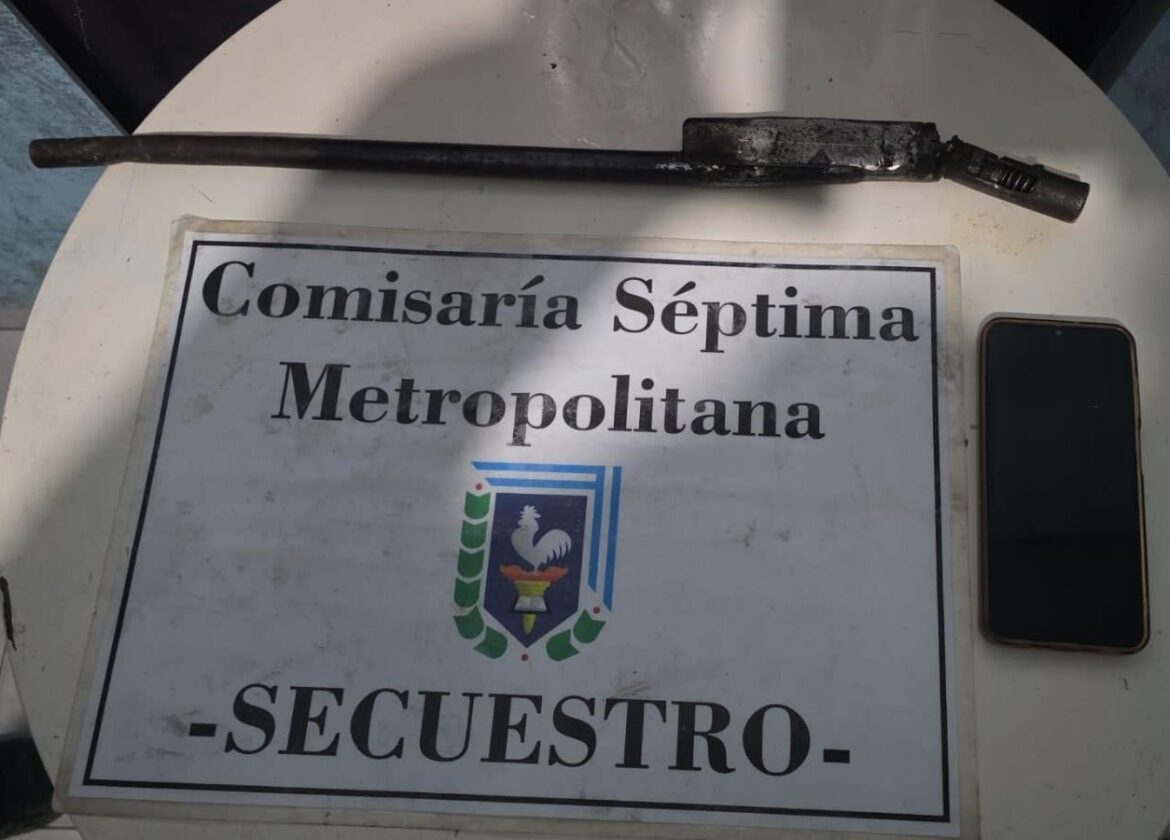 Comisaría Séptima
Metropolitana
-SECUESTRO-